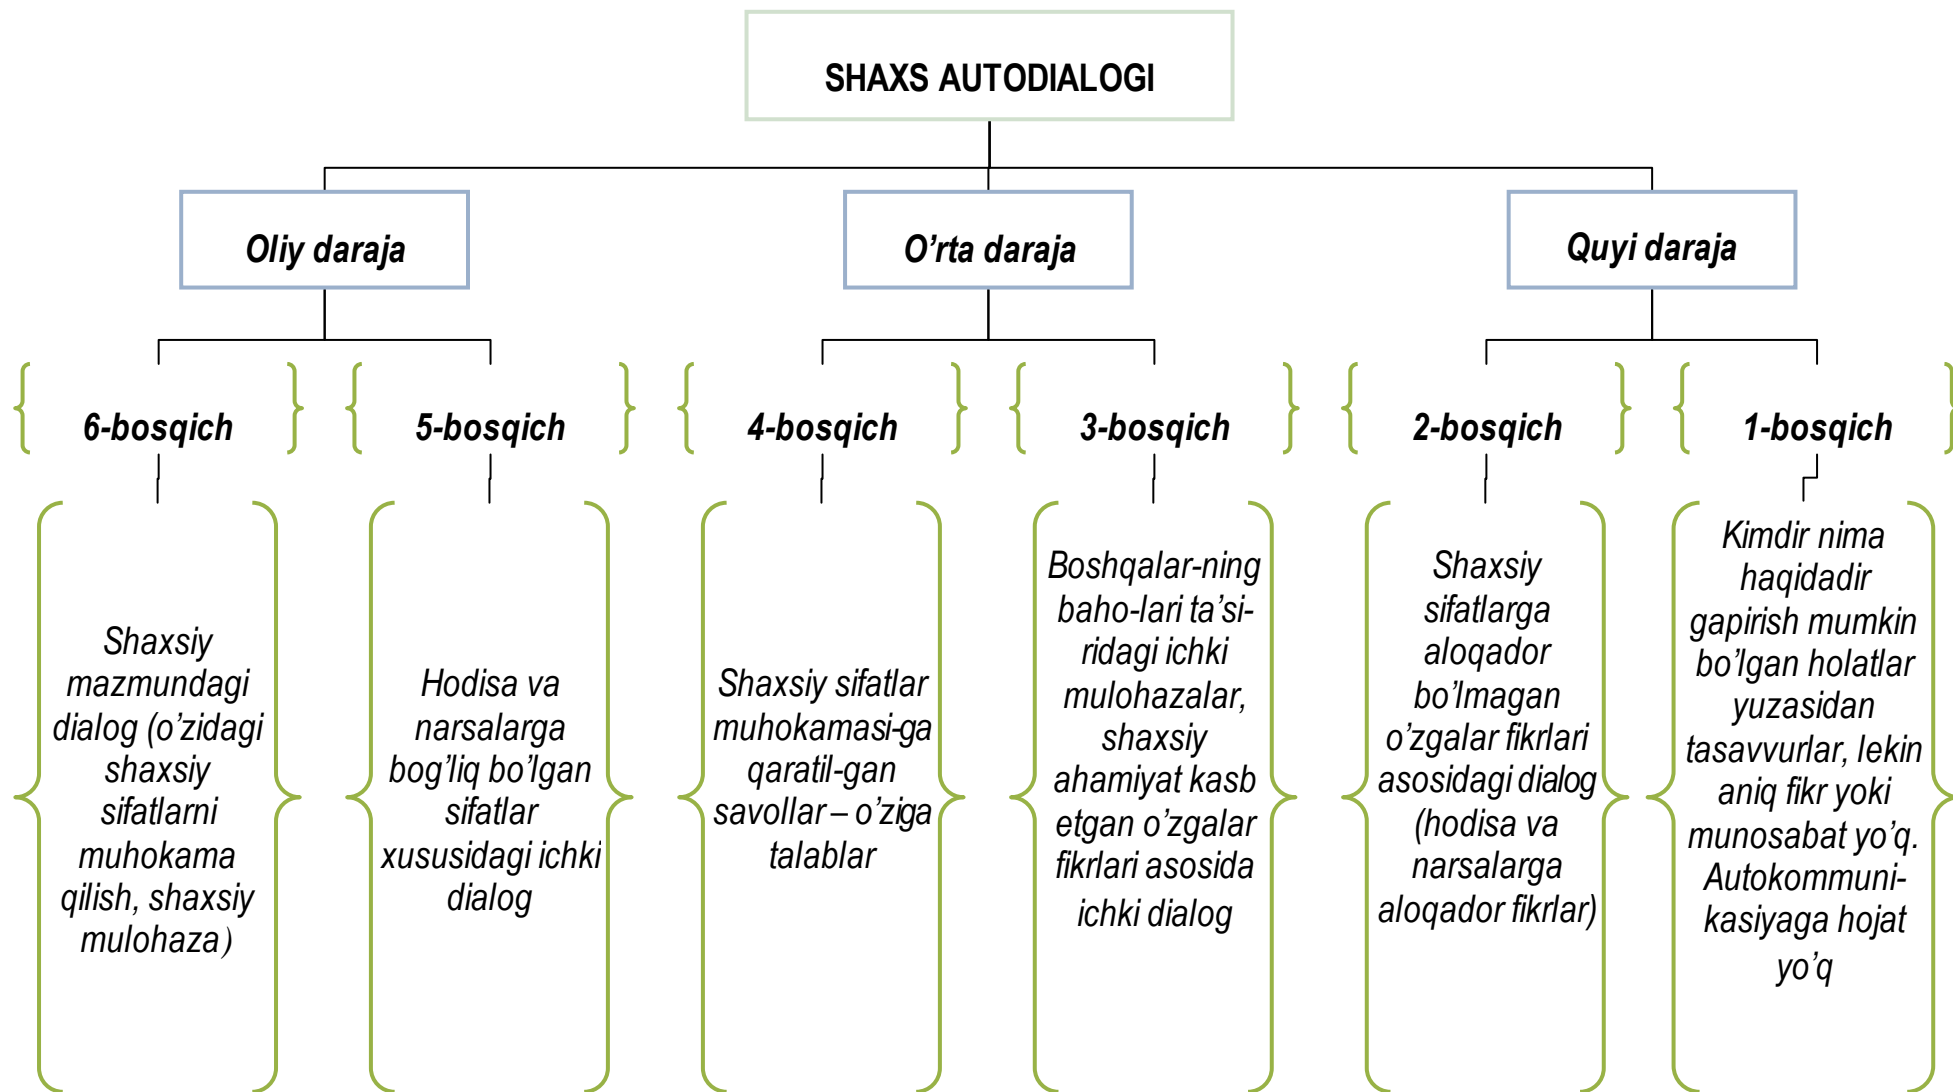 SHAXS AUTODIALOGI
Oliy daraja
O’rta daraja
Quyi daraja
6-bosqich
5-bosqich
4-bosqich
3-bosqich
2-bosqich
1-bosqich
Shaxsiy
mazmundagi
dialog (o’zidagi
shaxsiy
sifatlarni
muhokama
qilish, shaxsiy
mulohaza)
Hodisa va
narsalarga
bog’liq bo’lgan
sifatlar
xususidagi ichki
dialog
Shaxsiy sifatlar
muhokamasi-ga
qaratil-gan
savollar – o’ziga
talablar
Boshqalar-ning
baho-lari ta’si-
ridagi ichki
mulohazalar,
shaxsiy
ahamiyat kasb
etgan o’zgalar
fikrlari asosida
ichki dialog
Shaxsiy
sifatlarga
aloqador
bo’lmagan
o’zgalar fikrlari
asosidagi dialog
(hodisa va
narsalarga
aloqador fikrlar)
Kimdir nima
haqidadir
gapirish mumkin
bo’lgan holatlar
yuzasidan
tasavvurlar, lekin
aniq fikr yoki
munosabat yo’q.
Autokommuni-
kasiyaga hojat
yo’q